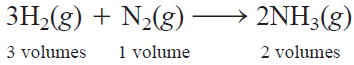 3H₂(g) + N₂(g) ⟶ 2NH₃(g)
3 volumes 1 volume 2 volumes